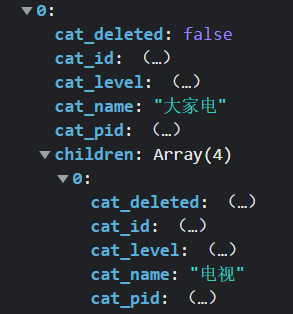 0:
cat_deleted: false
cat_id: (...)
cat_level: (...)
cat_name: "大家电"
cat_pid: (...)
children: Array(4)
0:
cat_deleted: (...)
cat_id: (...)
cat_level: (...)
cat_name: "电视"
cat_pid: (...)